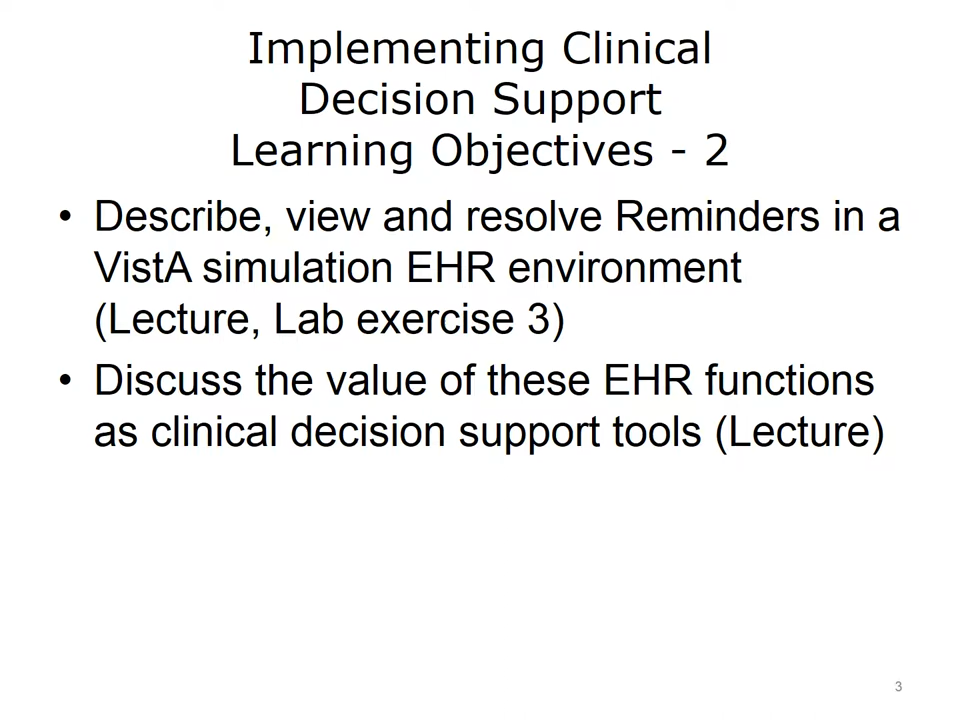 Implementing Clinical
Decision Support
Learning Objectives - 2
• Describe, view and resolve Reminders in a
VistA simulation EHR environment
(Lecture, Lab exercise 3)
• Discuss the value of these EHR functions
as clinical decision support tools (Lecture)
3